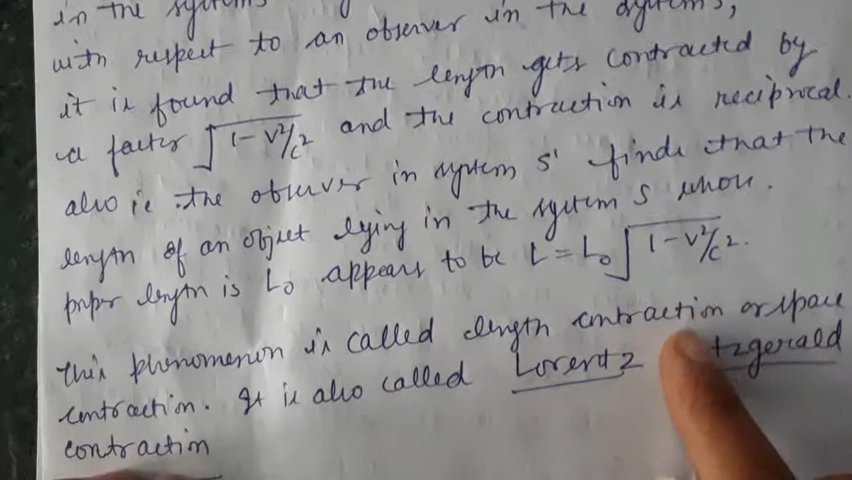 in the systems
with respect to an observer in the systems,
it is found that the length gets contracted by
a factor √1-v²/c² and the contraction is reciprocal.
also ie. the observer in system s' finds that the
length of an object lying in the system S whose.
proper length is L₀ appears to be L = L₀√1-v²/c².
This phenomenon is called length contraction or space
contraction. It is also called Lorentz tzgerald
contraction